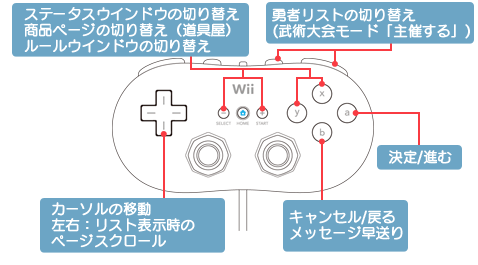 ステータスウインドウの切り替え
商品ページの切り替え（道具屋）
ルールウインドウの切り替え
勇者リストの切り替え
(武術大会モード「主催する」)
Wii
SELECT
HOME
START
x
y
a
b
決定/進む
カーソルの移動
左右：リスト表示時の
ページスクロール
キャンセル/戻る
メッセージ早送り